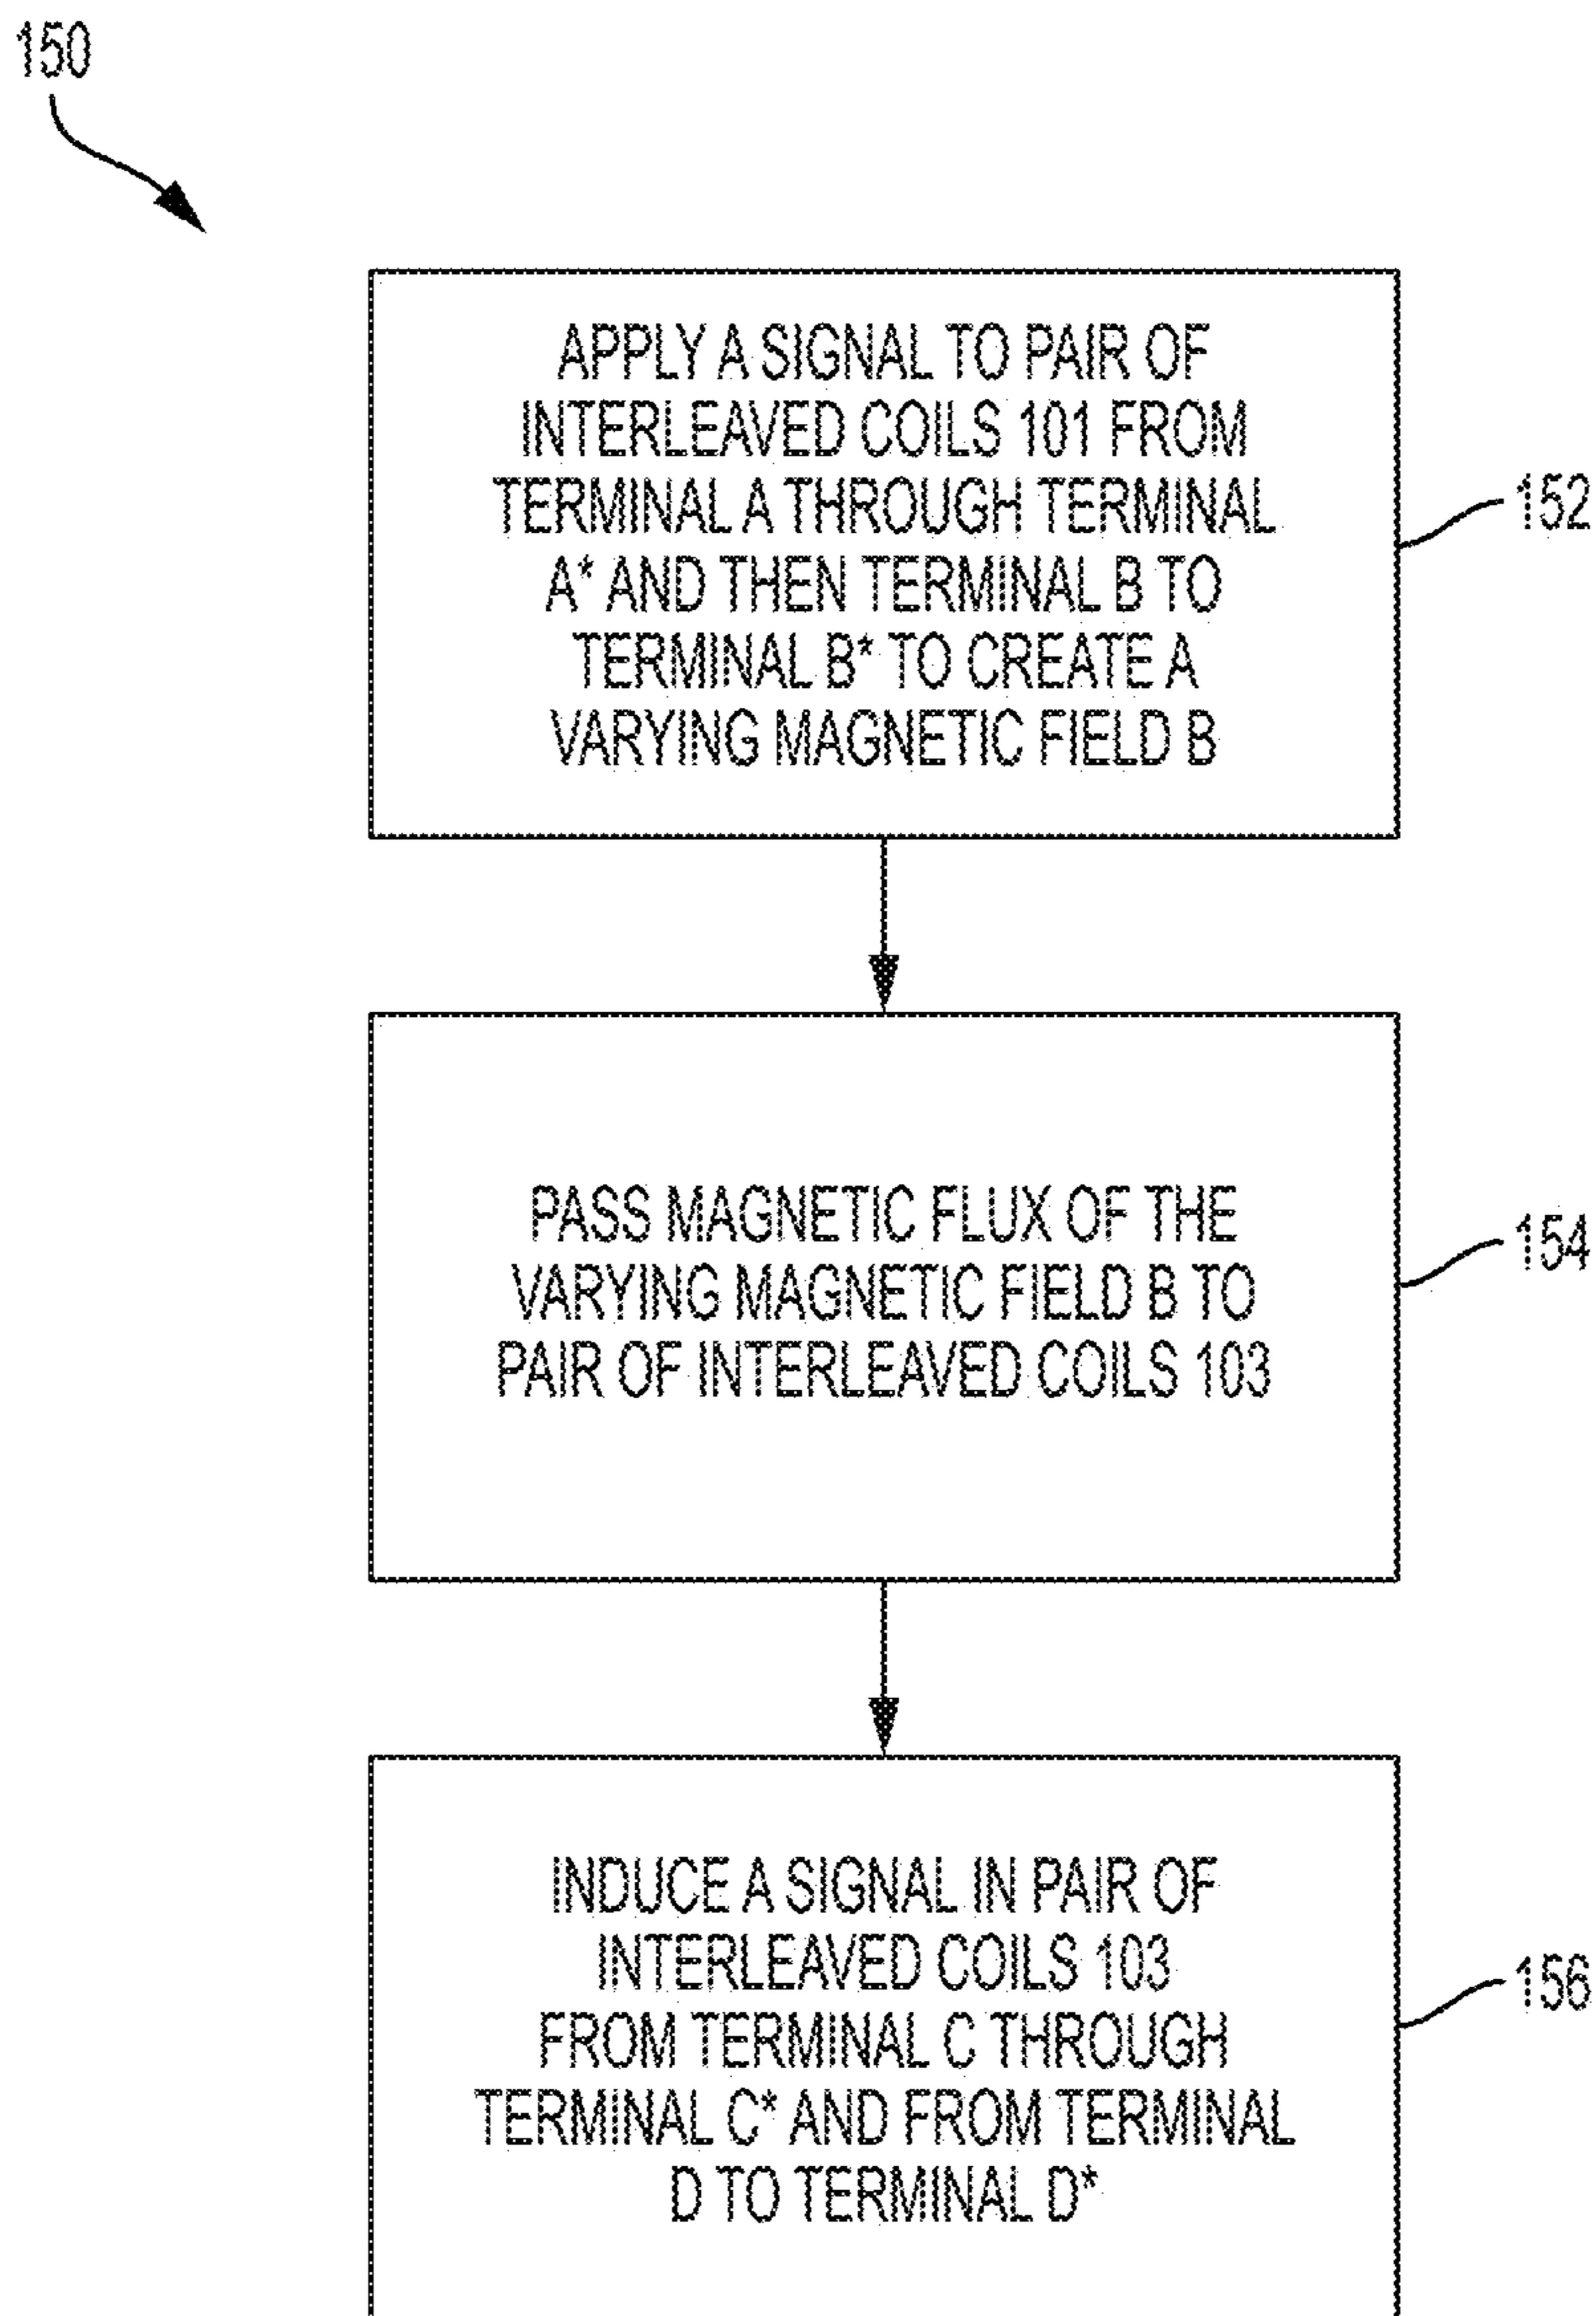 150
APPLY A SIGNAL TO PAIR OF
INTERLEAVED COILS 101 FROM
TERMINAL A THROUGH TERMINAL
A* AND THEN TERMINAL B TO
TERMINAL B* TO CREATE A
VARYING MAGNETIC FIELD B
152
PASS MAGNETIC FLUX OF THE
VARYING MAGNETIC FIELD B TO
PAIR OF INTERLEAVED COILS 103
154
INDUCE A SIGNAL IN PAIR OF
INTERLEAVED COILS 103
FROM TERMINAL C THROUGH
TERMINAL C* AND FROM TERMINAL
D TO TERMINAL D*
156